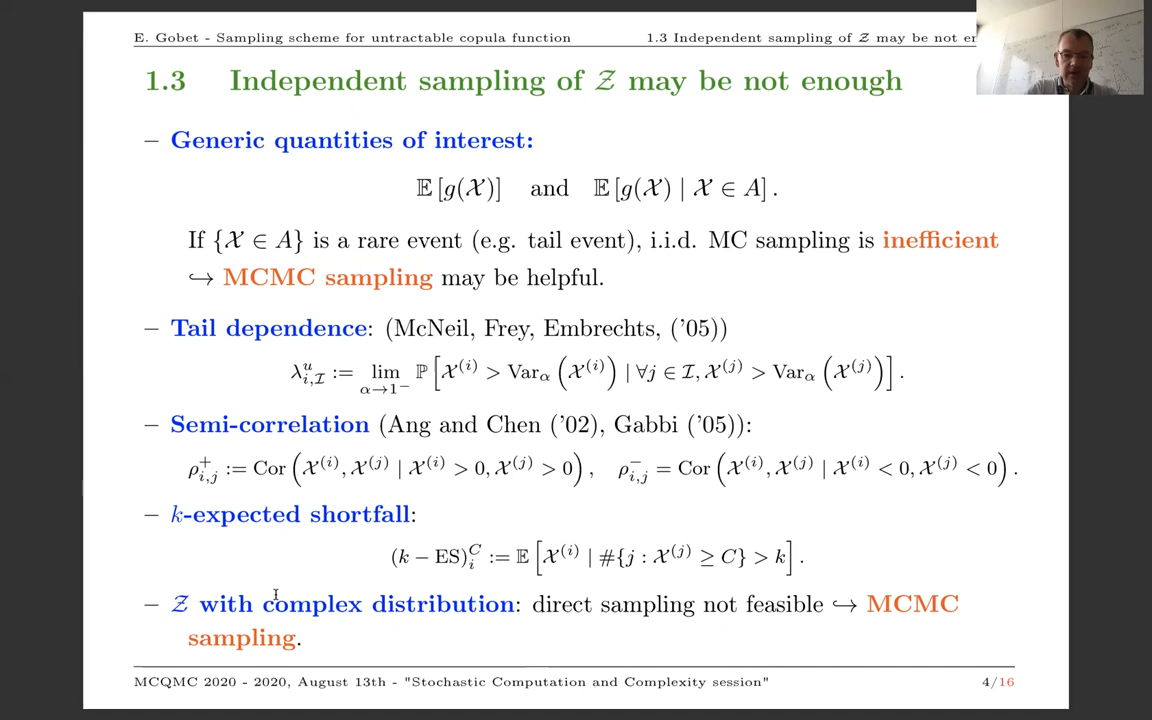 E. Gobet - Sampling scheme for untractable copula function 1.3 Independent sampling of 𝒵 may be not
1.3 Independent sampling of 𝒵 may be not enough
– Generic quantities of interest:
𝔼 [g(𝒳)] and 𝔼 [g(𝒳) | 𝒳 ∈ A] .
If {𝒳 ∈ A} is a rare event (e.g. tail event), i.i.d. MC sampling is inefficient
↪ MCMC sampling may be helpful.
– Tail dependence: (McNeil, Frey, Embrechts, ('05))
λ^u_{i,ℐ} := lim_{α→1⁻} ℙ [𝒳^(i) > Var_α (𝒳^(i)) | ∀j ∈ ℐ, 𝒳^(j) > Var_α (𝒳^(j))] .
– Semi-correlation (Ang and Chen ('02), Gabbi ('05)):
ρ^+_{i,j} := Cor (𝒳^(i), 𝒳^(j) | 𝒳^(i) > 0, 𝒳^(j) > 0) , ρ^-_{i,j} = Cor (𝒳^(i), 𝒳^(j) | 𝒳^(i) < 0, 𝒳^(j) < 0) .
– k-expected shortfall:
(k − ES)^C_i := 𝔼 [𝒳^(i) | #{j : 𝒳^(j) ≥ C} > k] .
– 𝒵 with complex distribution: direct sampling not feasible ↪ MCMC
sampling.
MCQMC 2020 - 2020, August 13th - "Stochastic Computation and Complexity session" 4/16